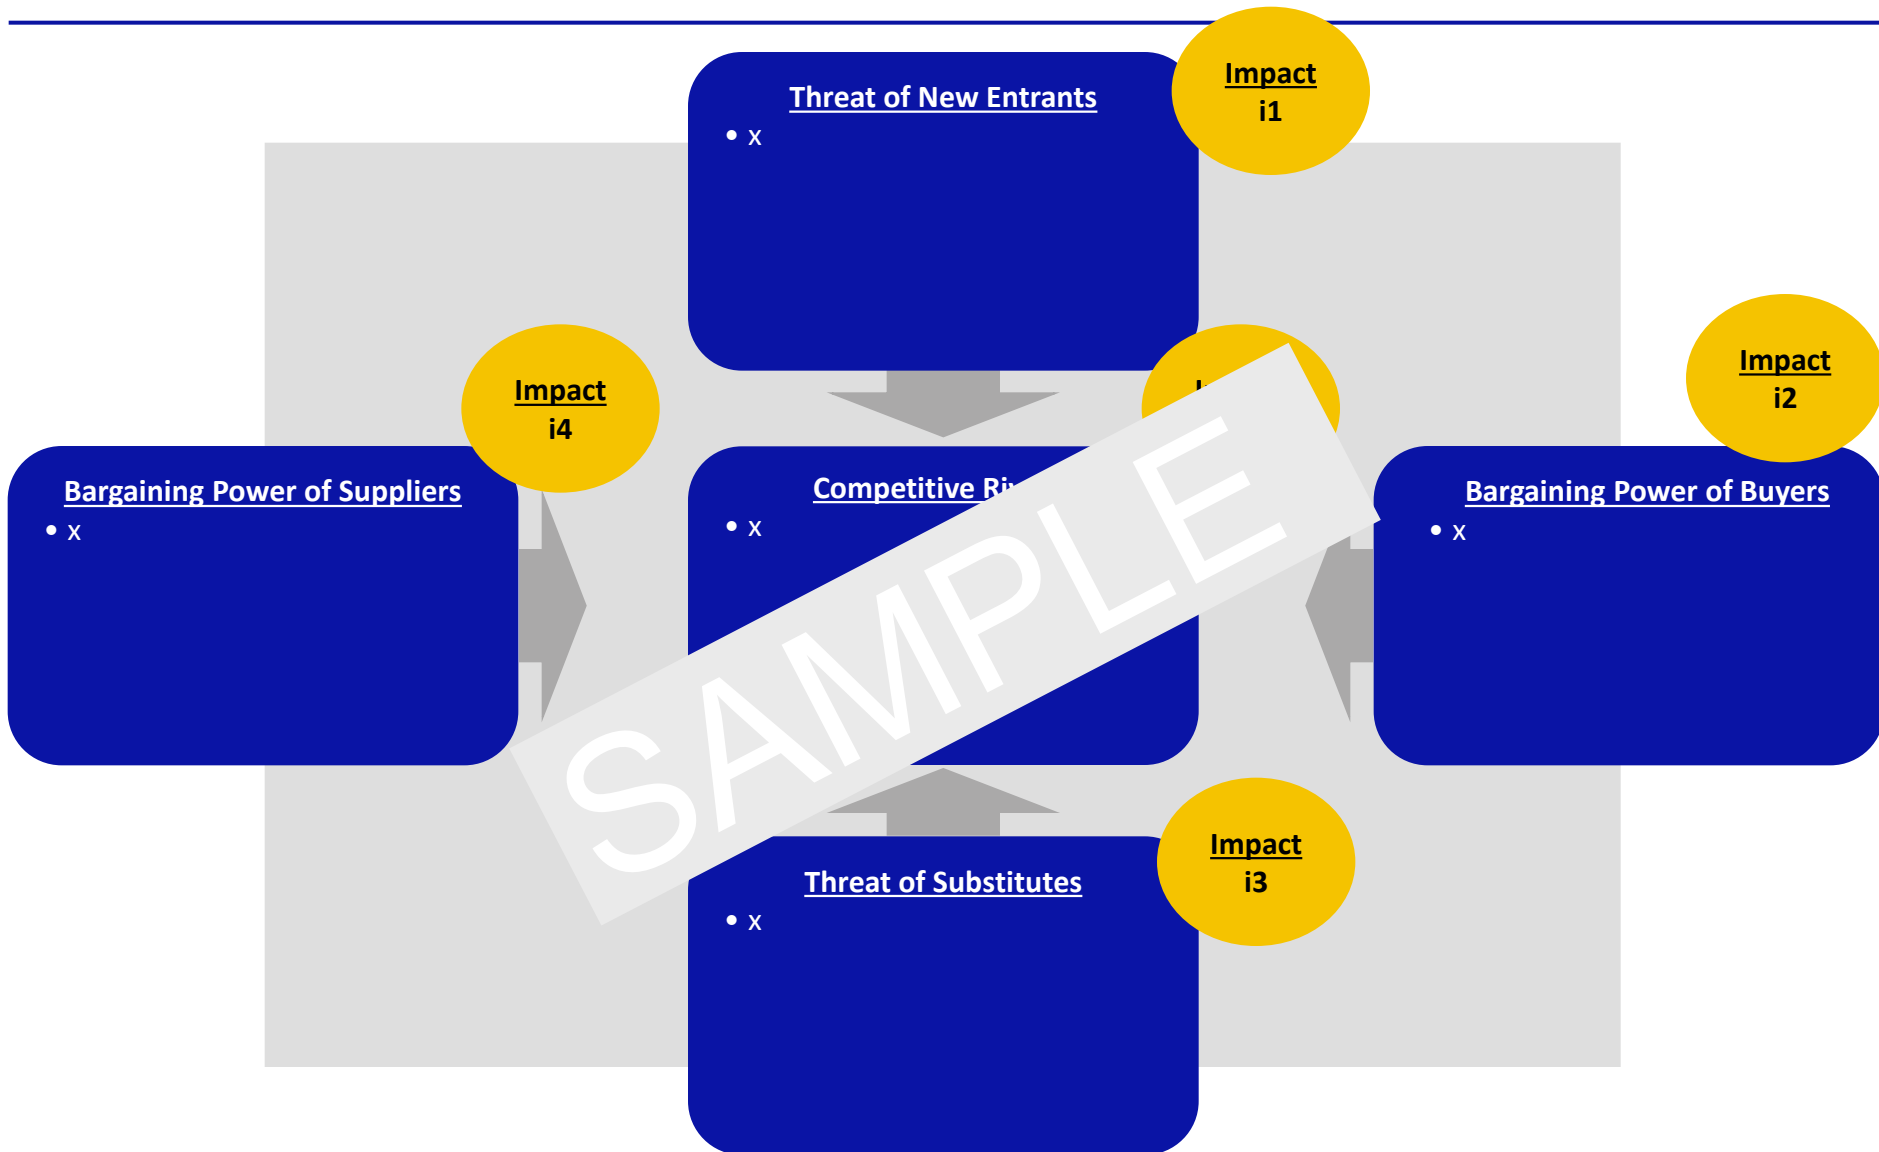 Threat of New Entrants
• x
Impact
i1
Impact
i4
Impact
i2
Bargaining Power of Suppliers
• x
Competitive
• x
Bargaining Power of Buyers
• x
SAMPLE
Threat of Substitutes
• x
Impact
i3